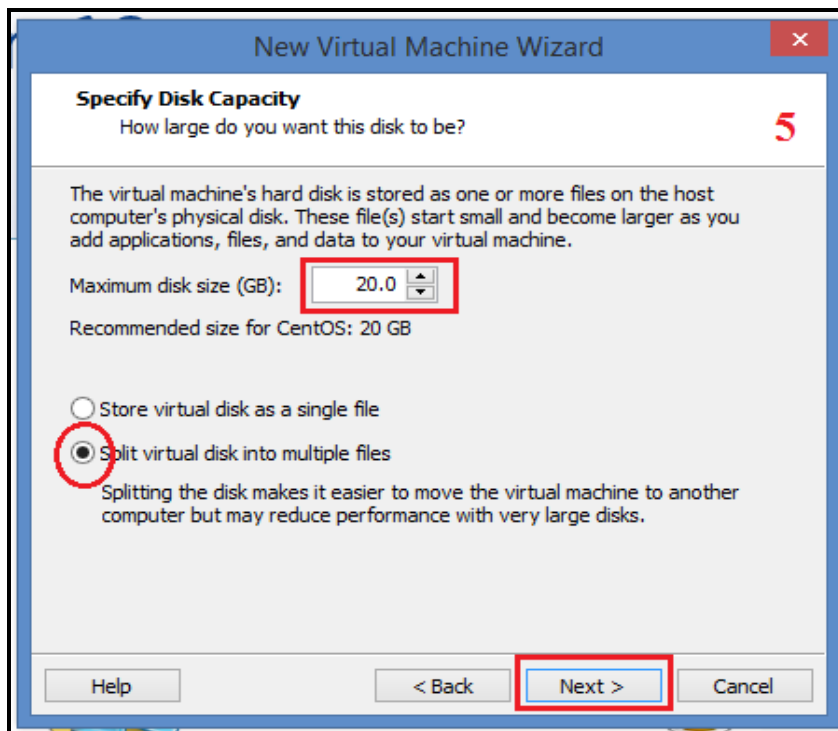 New Virtual Machine Wizard
Specify Disk Capacity
How large do you want this disk to be?
5
The virtual machine's hard disk is stored as one or more files on the host
computer's physical disk. These file(s) start small and become larger as you
add applications, files, and data to your virtual machine.
Maximum disk size (GB): 20.0
Recommended size for CentOS: 20 GB
Store virtual disk as a single file
Split virtual disk into multiple files
Splitting the disk makes it easier to move the virtual machine to another
computer but may reduce performance with very large disks.
Help < Back Next > Cancel